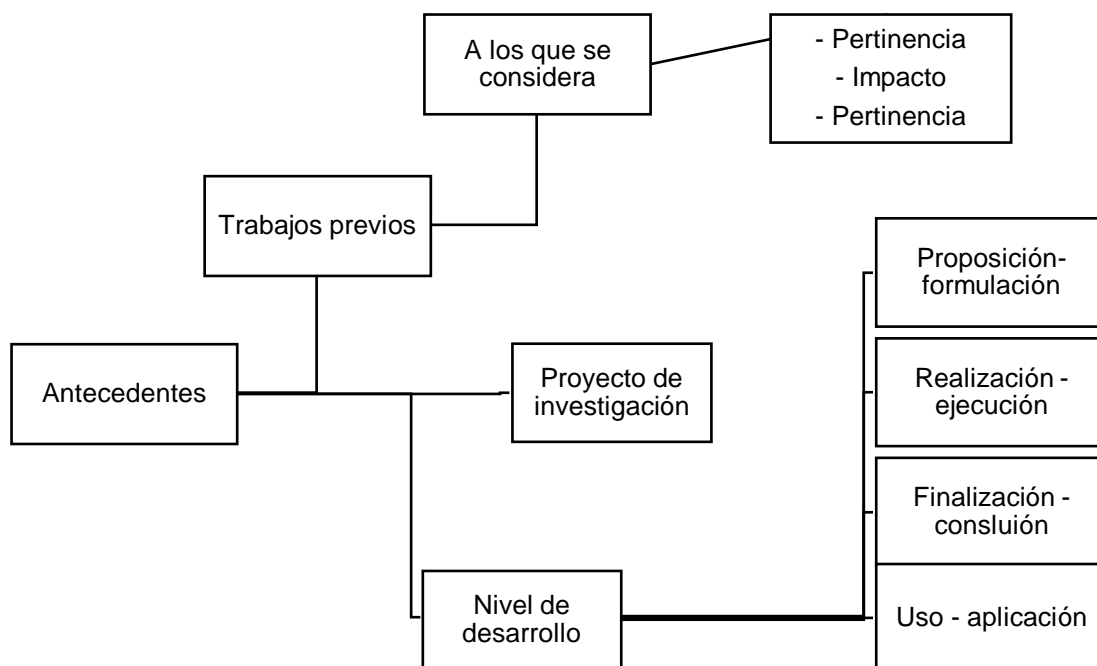 A los que se
considera
- Pertinencia
- Impacto
- Pertinencia
Trabajos previos
Proposición-
formulación
Antecedentes
Proyecto de
investigación
Realización -
ejecución
Finalización -
consluión
Nivel de
desarrollo
Uso - aplicación